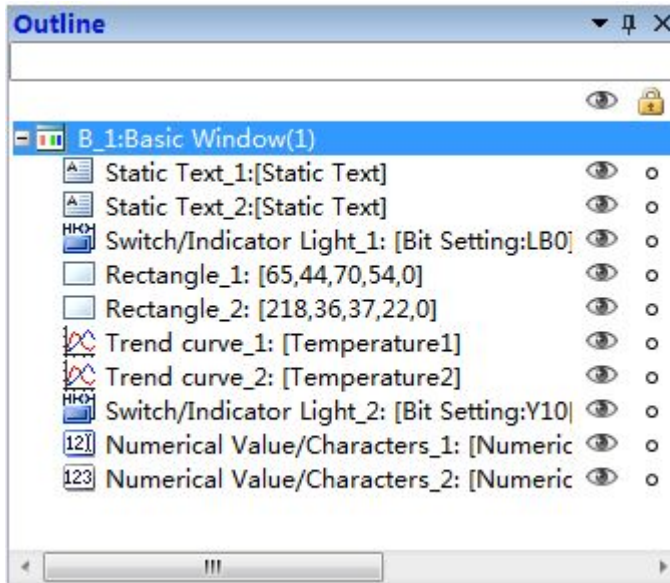 Outline
B_1:Basic Window(1)
Static Text_1:[Static Text]
Static Text_2:[Static Text]
Switch/Indicator Light_1: [Bit Setting:LB0]
Rectangle_1: [65,44,70,54,0]
Rectangle_2: [218,36,37,22,0]
Trend curve_1: [Temperature1]
Trend curve_2: [Temperature2]
Switch/Indicator Light_2: [Bit Setting:Y10
Numerical Value/Characters_1: [Numeric
Numerical Value/Characters_2: [Numeric